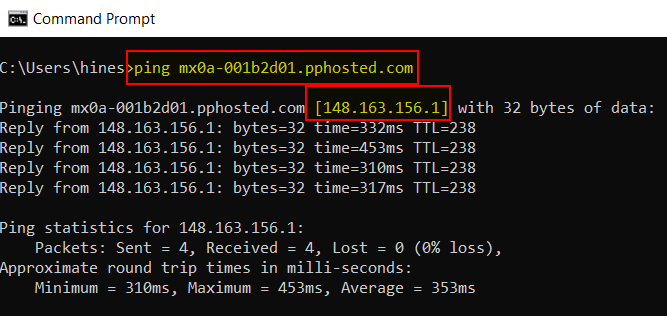 Command Prompt
C:\Users\hines>ping mx0a-001b2d01.pphosted.com
Pinging mx0a-001b2d01.pphosted.com [148.163.156.1] with 32 bytes of data:
Reply from 148.163.156.1: bytes=32 time=332ms TTL=238
Reply from 148.163.156.1: bytes=32 time=453ms TTL=238
Reply from 148.163.156.1: bytes=32 time=310ms TTL=238
Reply from 148.163.156.1: bytes=32 time=317ms TTL=238
Ping statistics for 148.163.156.1:
    Packets: Sent = 4, Received = 4, Lost = 0 (0% loss),
Approximate round trip times in milli-seconds:
    Minimum = 310ms, Maximum = 453ms, Average = 353ms